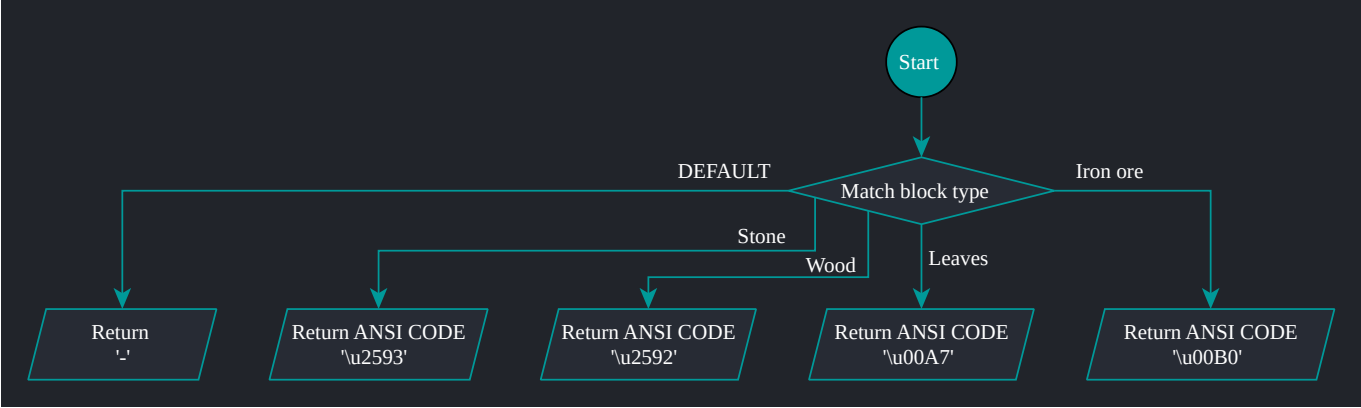 Start
DEFAULT
Iron ore
Match block type
Stone
Leaves
Wood
Return
'-'
Return ANSI CODE
'\u2593'
Return ANSI CODE
'\u2592'
Return ANSI CODE
'\u00A7'
Return ANSI CODE
'\u00B0'